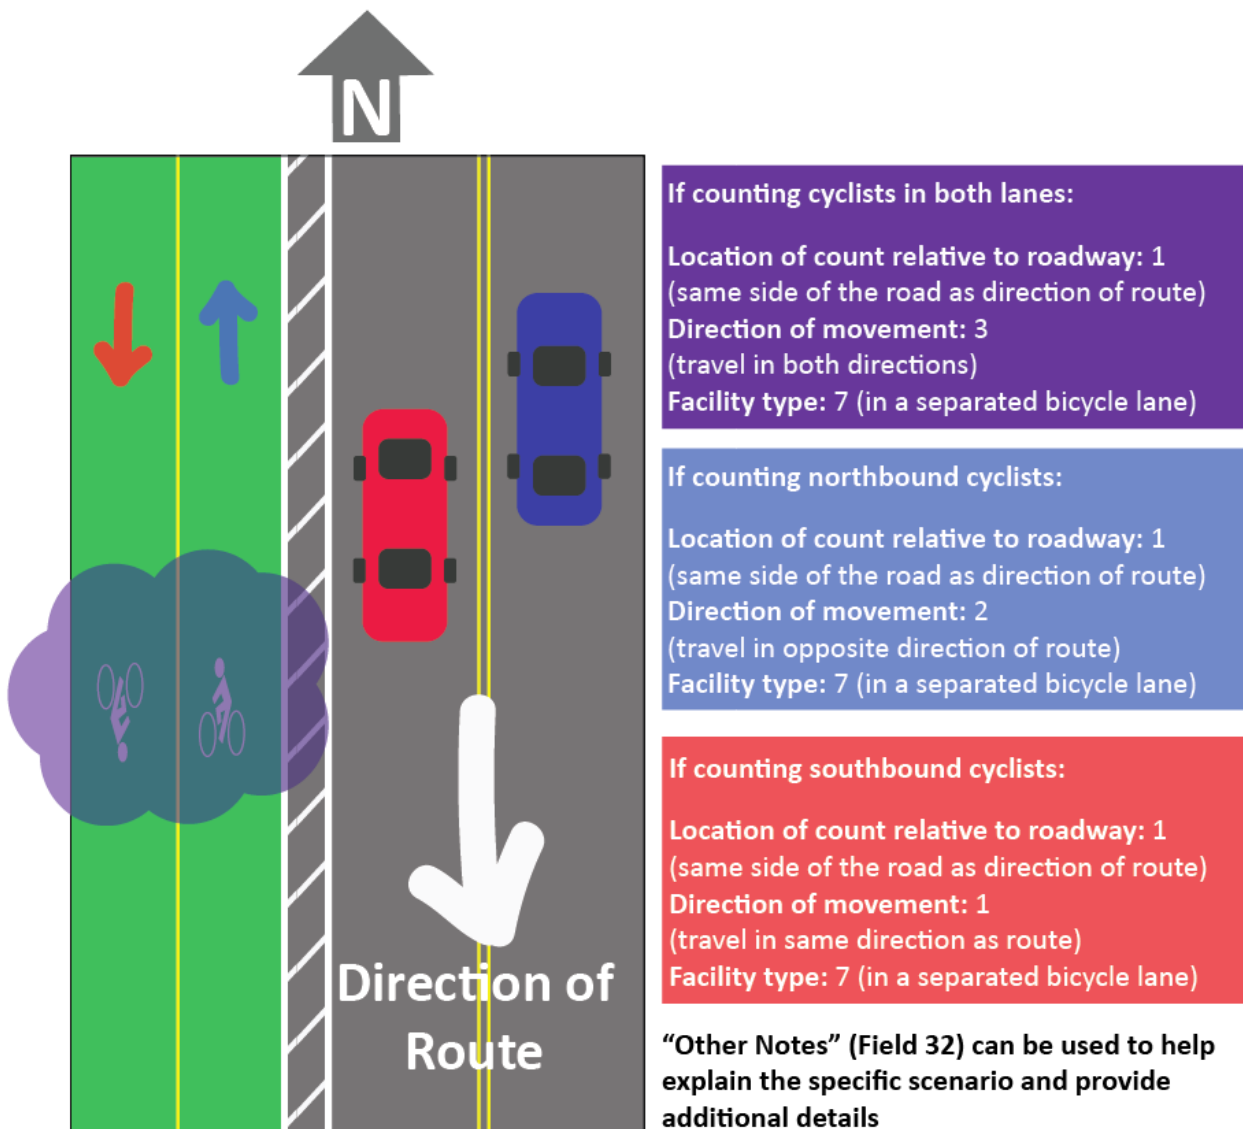 N
If counting cyclists in both lanes:
Location of count relative to roadway: 1
(same side of the road as direction of route)
Direction of movement: 3
(travel in both directions)
Facility type: 7 (in a separated bicycle lane)
If counting northbound cyclists:
Location of count relative to roadway: 1
(same side of the road as direction of route)
Direction of movement: 2
(travel in opposite direction of route)
Facility type: 7 (in a separated bicycle lane)
If counting southbound cyclists:
Location of count relative to roadway: 1
(same side of the road as direction of route)
Direction of movement: 1
(travel in same direction as route)
Facility type: 7 (in a separated bicycle lane)
Direction of
Route
“Other Notes” (Field 32) can be used to help
explain the specific scenario and provide
additional details